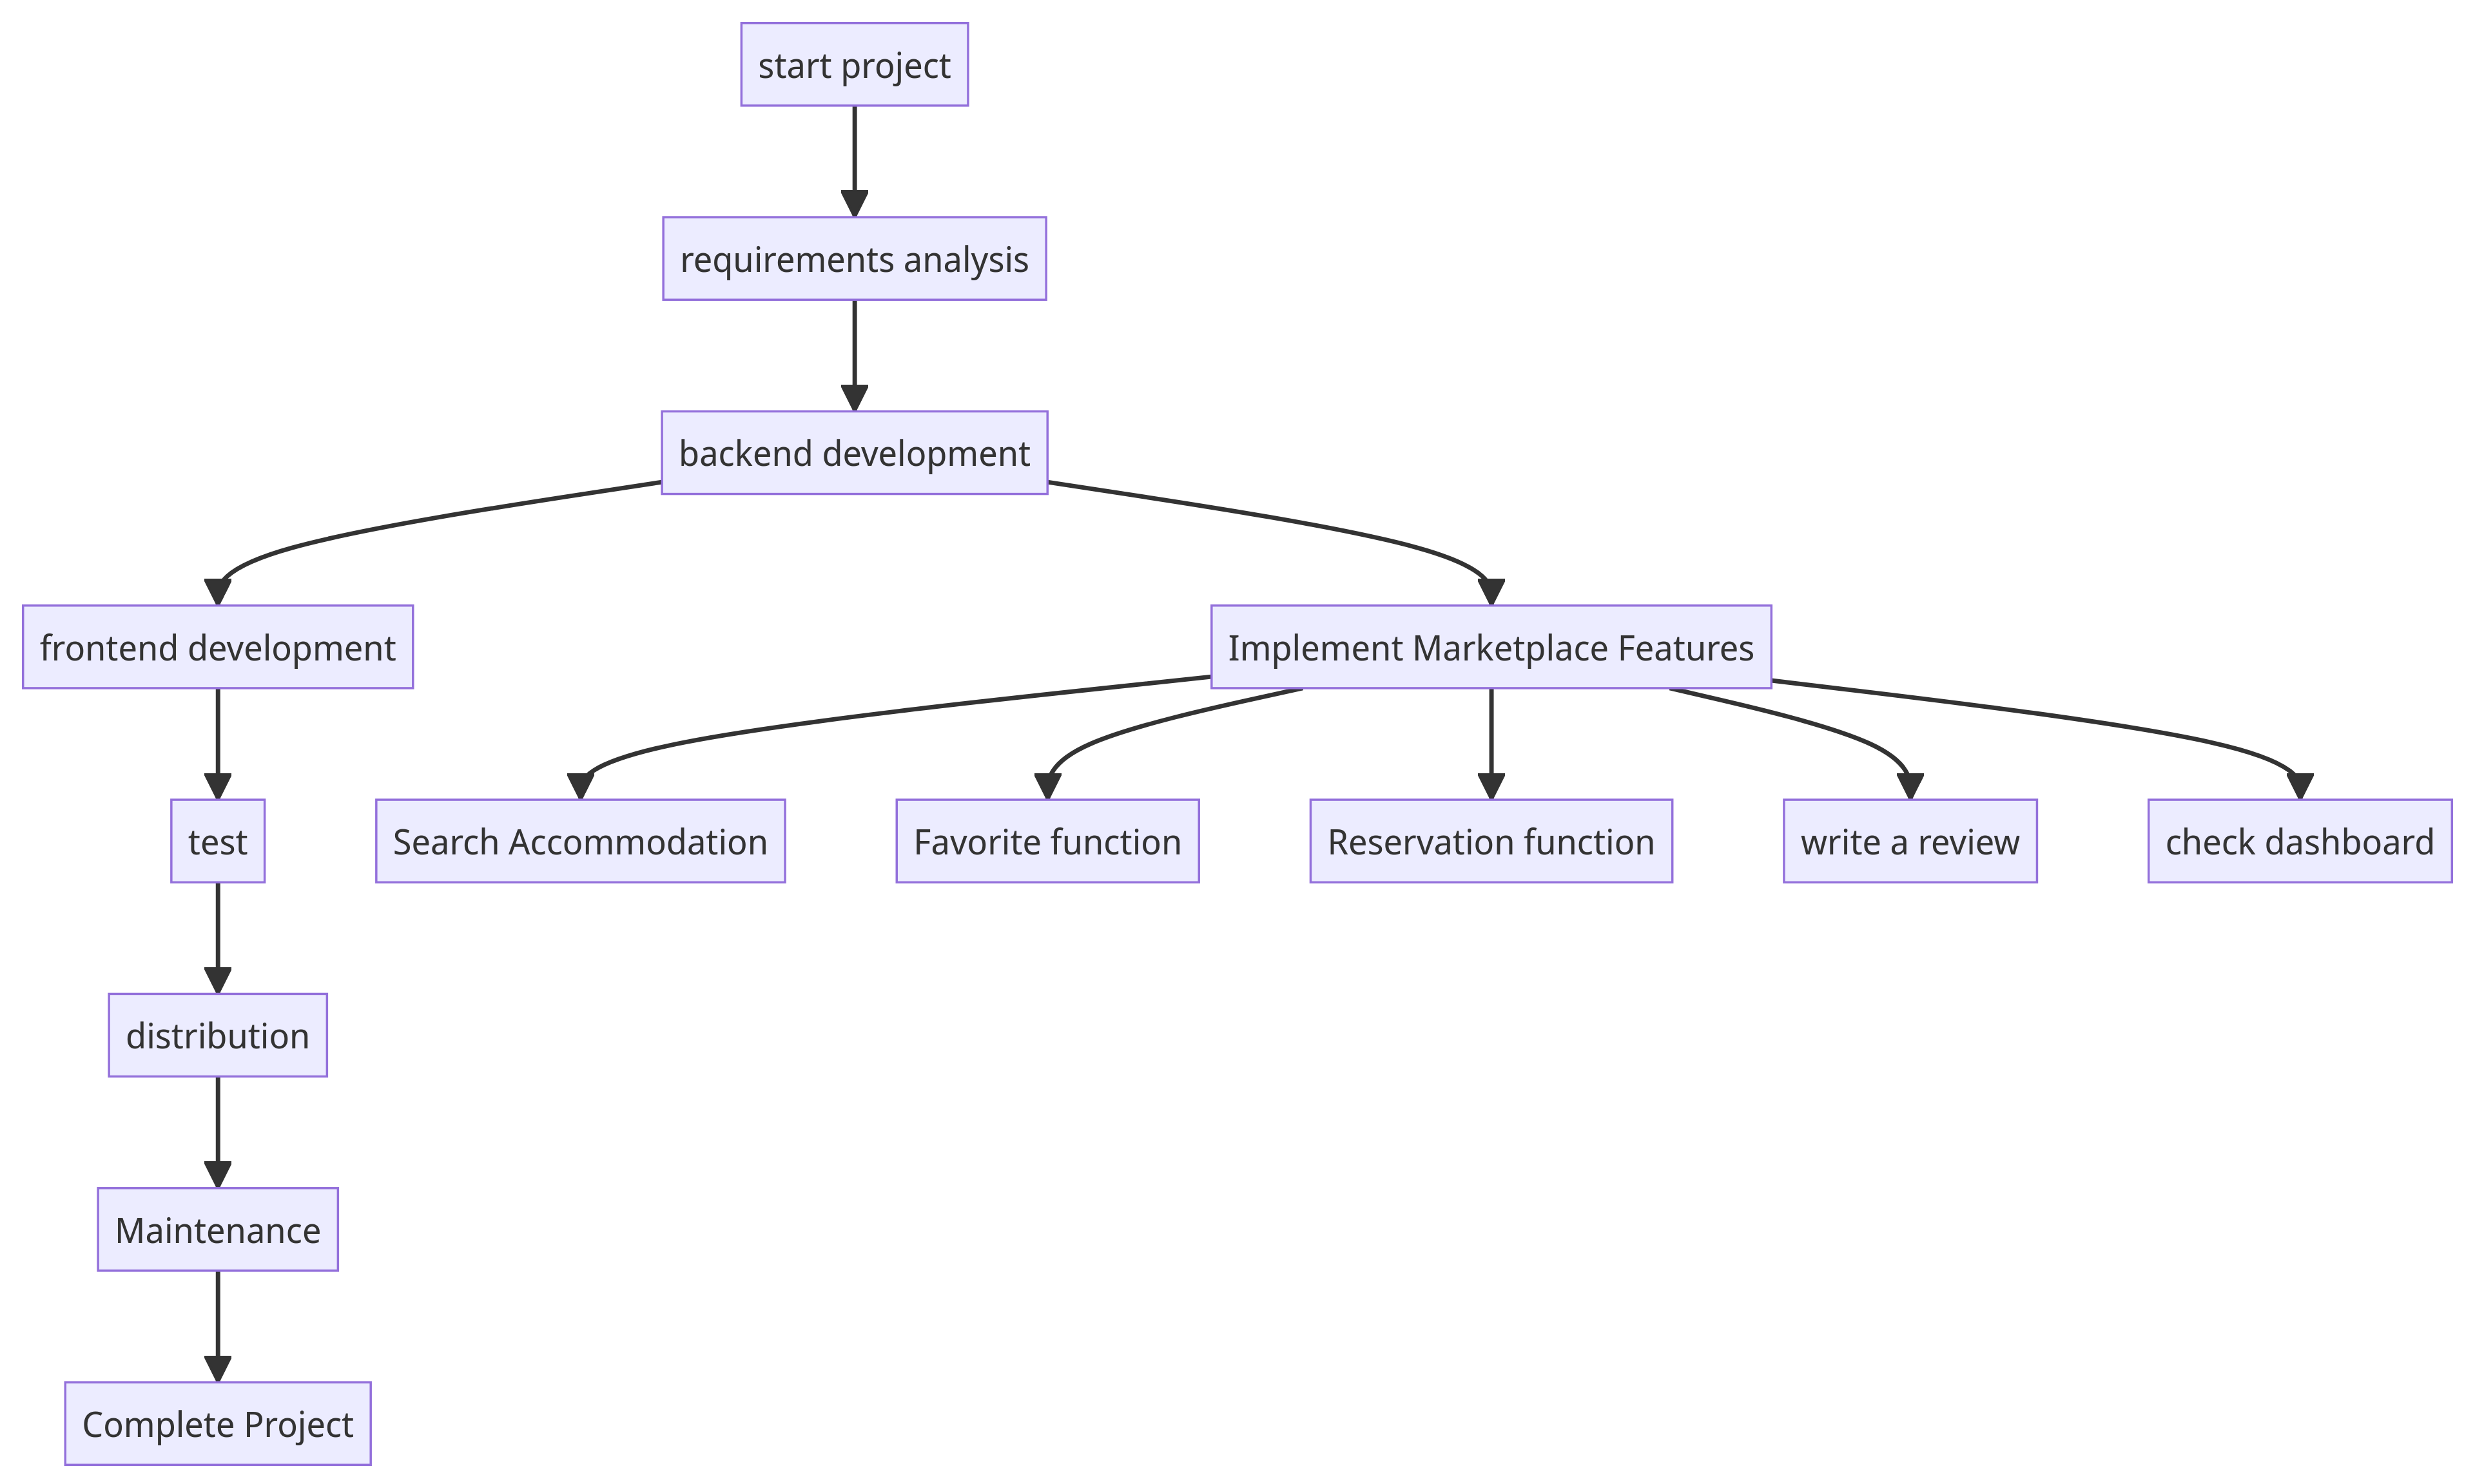 start project
requirements analysis
backend development
frontend development
Implement Marketplace Features
test
Search Accommodation
Favorite function
Reservation function
write a review
check dashboard
distribution
Maintenance
Complete Project